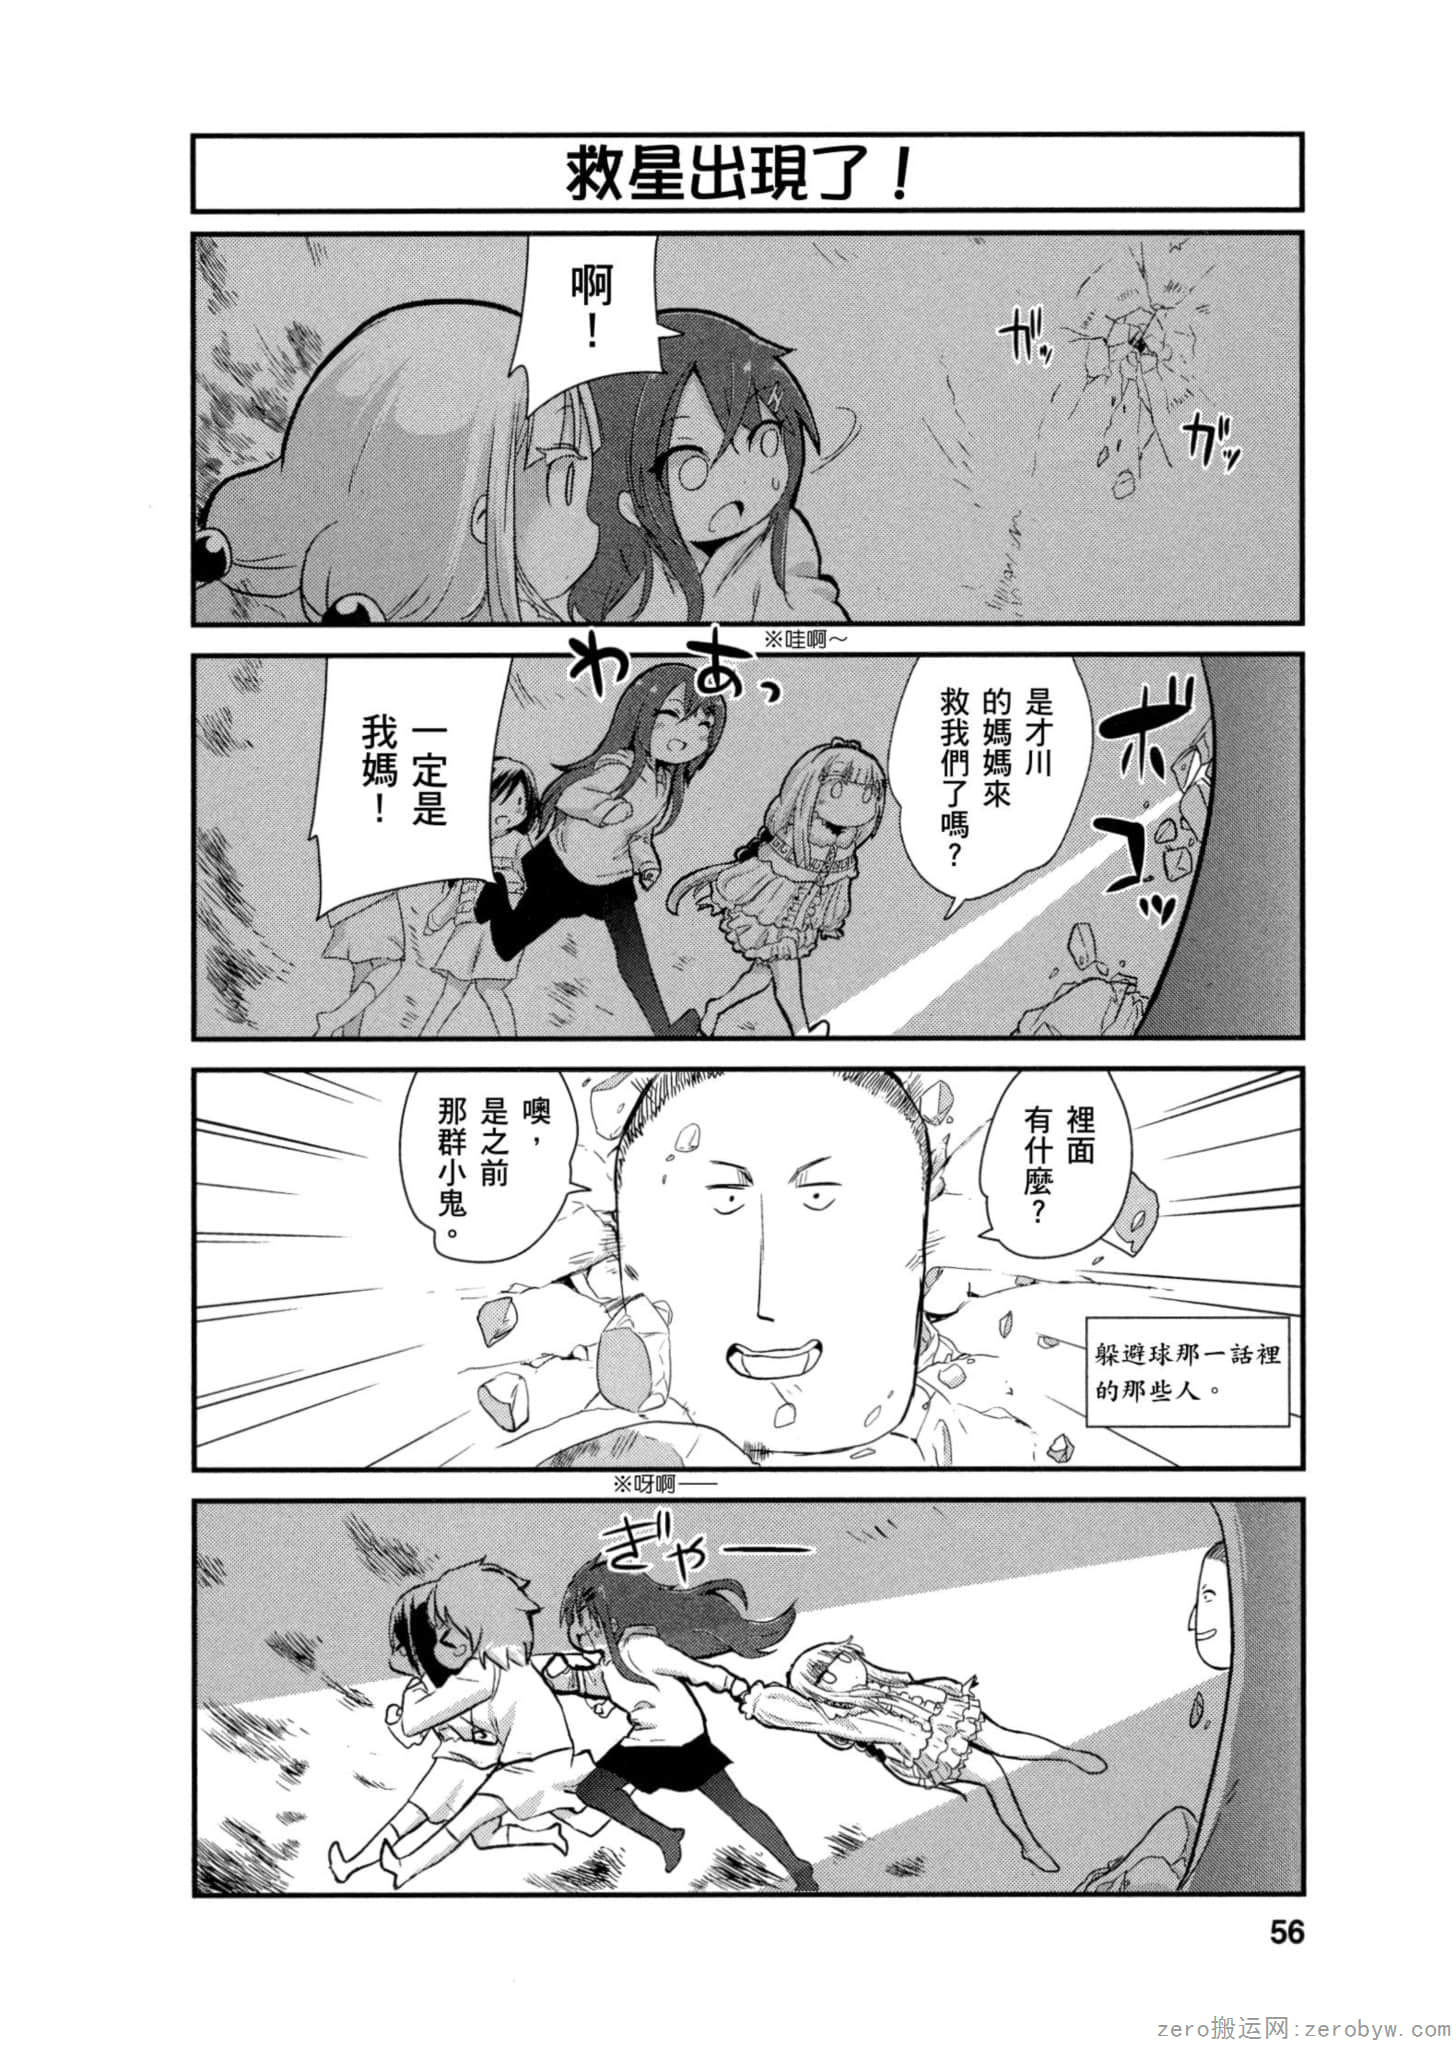 救星出現了！
啊！
ガッ
ガッ
※哇啊～
わあっ
ボコッ
是才川
的媽媽來
救我們了嗎？
一定是
我媽！
裡面
有什麼？
噢，
是之前
那群小鬼。
躲避球那一話裡
的那些人。
※呀啊——
ぎゃー
56
zero搬运网:zerobyw.com